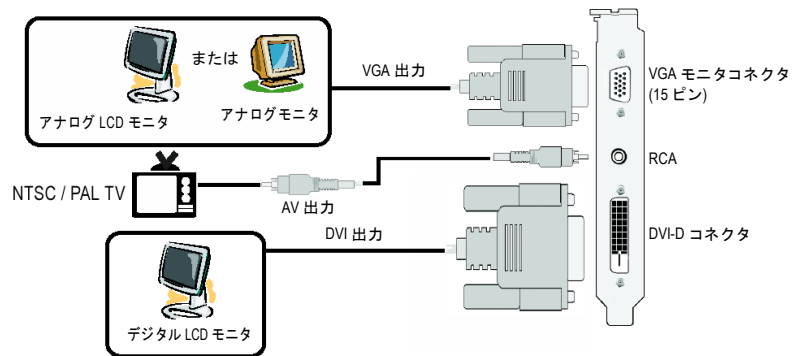 または
アナログ LCD モニタ
アナログモニタ
VGA 出力
VGA モニタコネクタ
(15 ピン)
NTSC / PAL TV
AV 出力
RCA
DVI 出力
DVI-D コネクタ
デジタル LCD モニタ